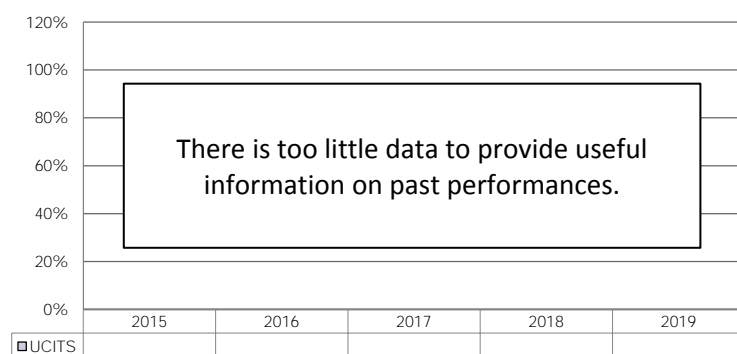 120%
100%
80%
60%
40%
20%
0%
There is too little data to provide useful
information on past performances.
2015 2016 2017 2018 2019
UCITS